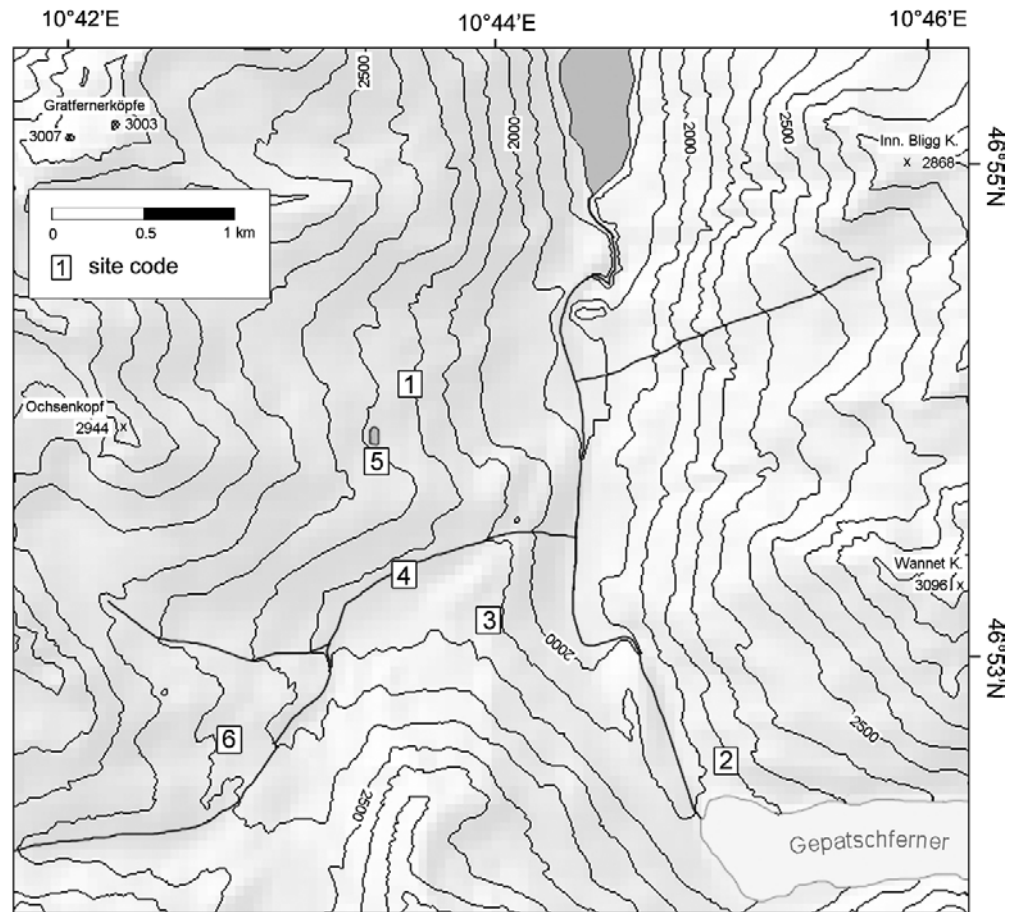 10°42'E
10°44'E
10°46'E
2500
2000
2000
2500
Gratfernerköpfe
3003
3007
Inn. Bligg K.
2868
46°55'N
0 0.5 1 km
1 site code
1
Ochsenkopf
2944
5
4
Wannet K.
3096
3
2000
46°53'N
6
2
2500
2500
Gepatschferner